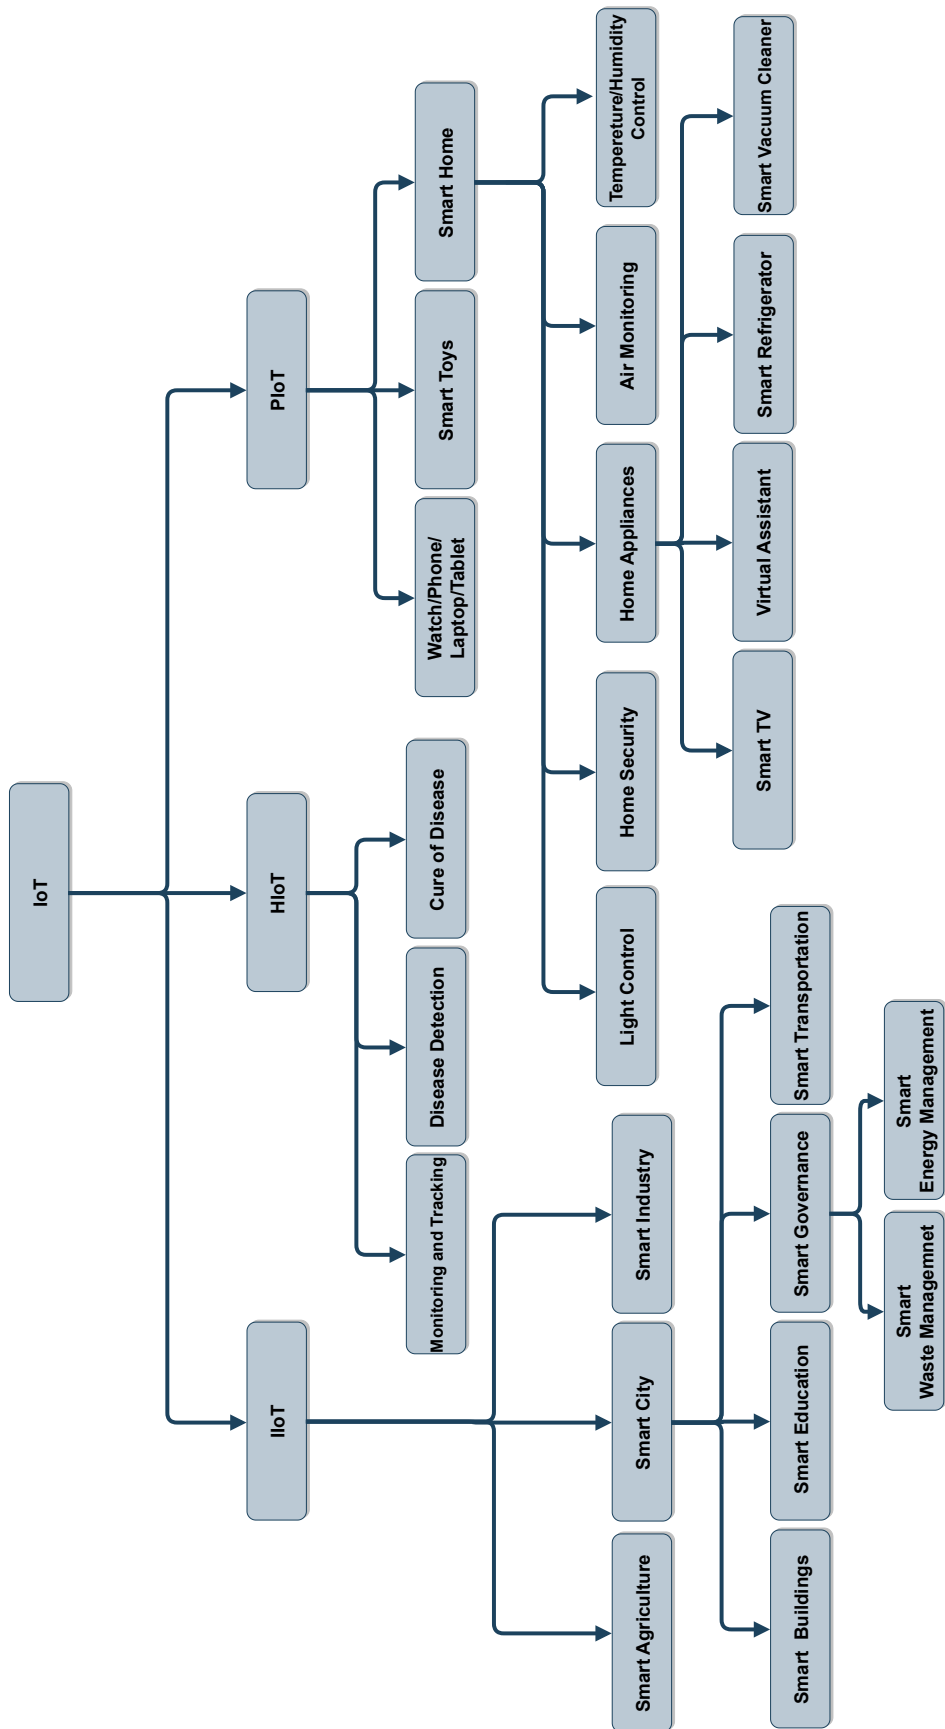 IoT
IIoT
HIoT
PIoT
Monitoring and Tracking
Disease Detection
Cure of Disease
Watch/Phone/
Laptop/Tablet
Smart Toys
Smart Home
Smart Agriculture
Smart City
Smart Industry
Light Control
Home Security
Home Appliances
Air Monitoring
Tempereture/Humidity
Control
Smart TV
Virtual Assistant
Smart Refrigerator
Smart Vacuum Cleaner
Smart Buildings
Smart Education
Smart Governance
Smart Transportation
Smart
Waste Managemnet
Smart
Energy Management